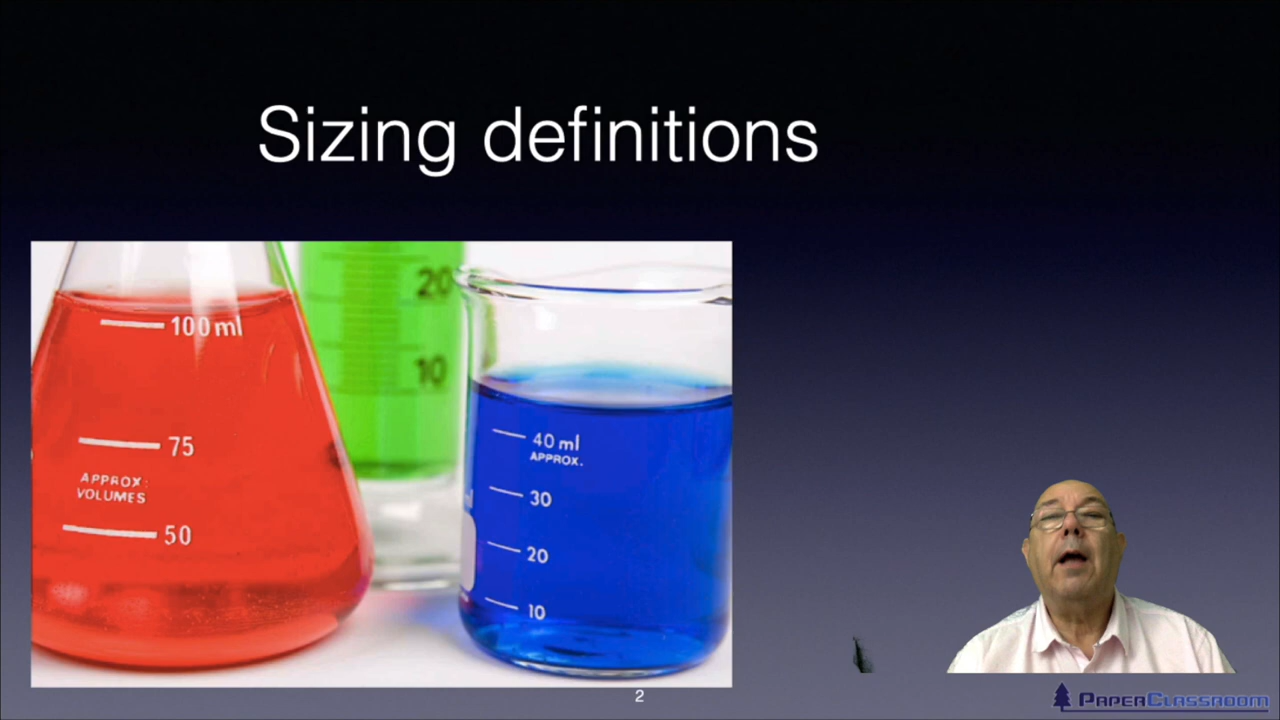 Sizing definitions
100 ml
75
APPROX:
VOLUMES
50
20
10
40 ml
APPROX.
30
20
10
2
PAPERCLASSROOM